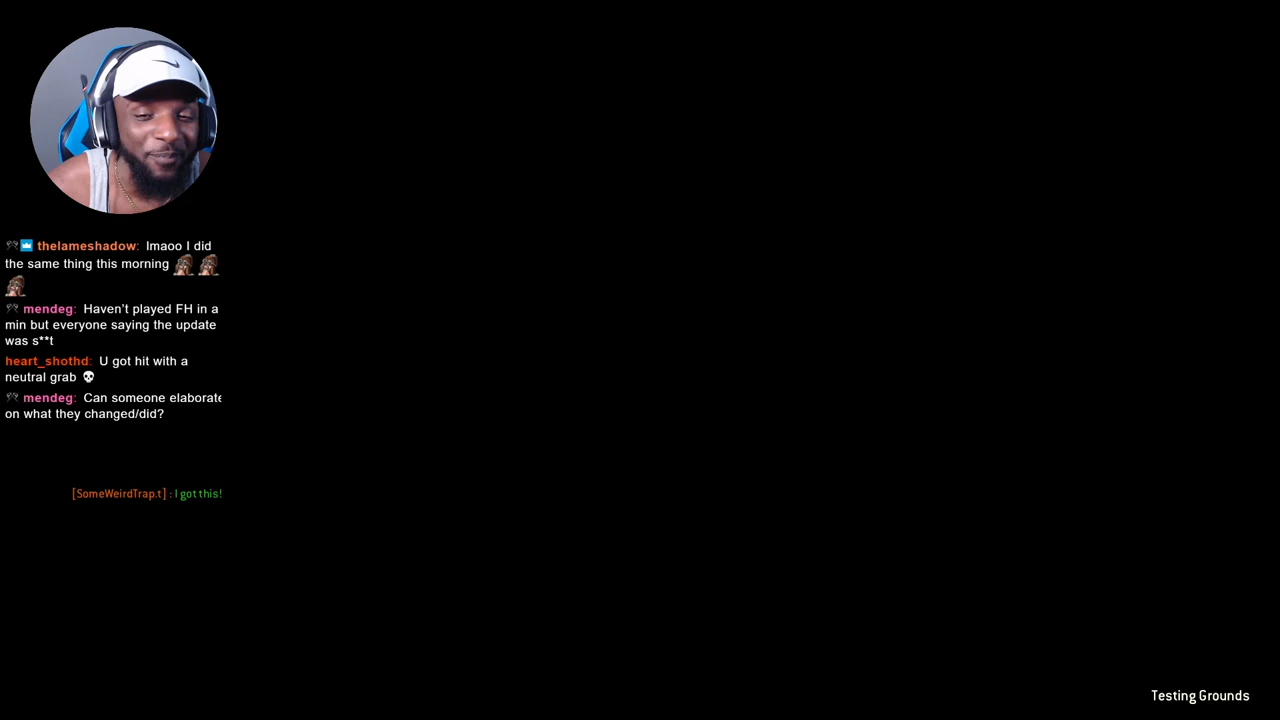 thelameshadow: lmaoo I did
the same thing this morning
mendeg: Haven't played FH in a
min but everyone saying the update
was s**t
heart_shothd: U got hit with a
neutral grab
mendeg: Can someone elaborate
on what they changed/did?
[SomeWeirdTrap.t] : I got this!
Testing Grounds